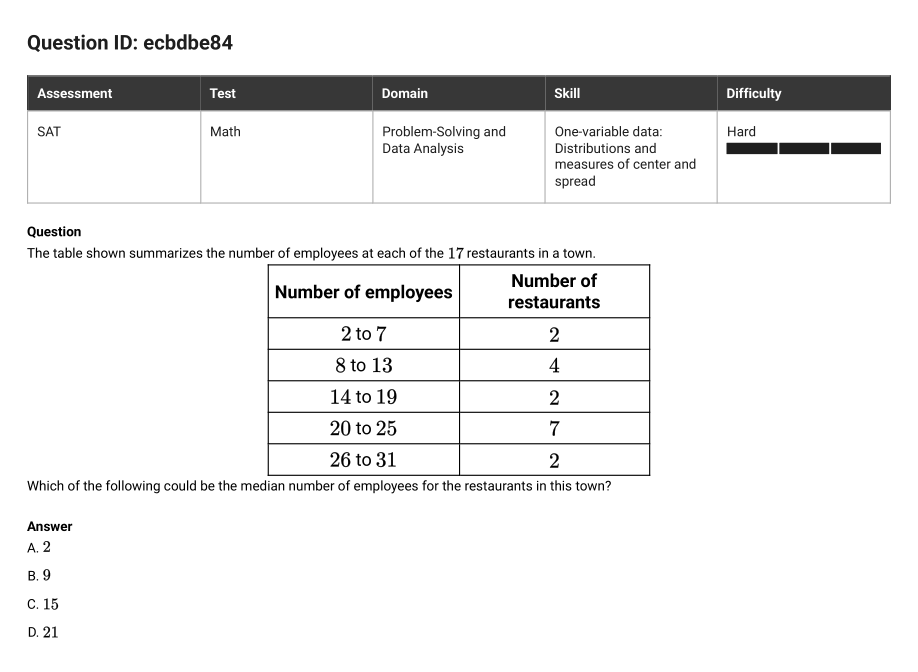 Question ID: ecbdbe84
Assessment Test Domain Skill Difficulty
SAT Math Problem-Solving and Data Analysis One-variable data: Distributions and measures of center and spread Hard
Question
The table shown summarizes the number of employees at each of the 17 restaurants in a town.
Number of employees Number of restaurants
2 to 7 2
8 to 13 4
14 to 19 2
20 to 25 7
26 to 31 2
Which of the following could be the median number of employees for the restaurants in this town?
Answer
A. 2
B. 9
C. 15
D. 21